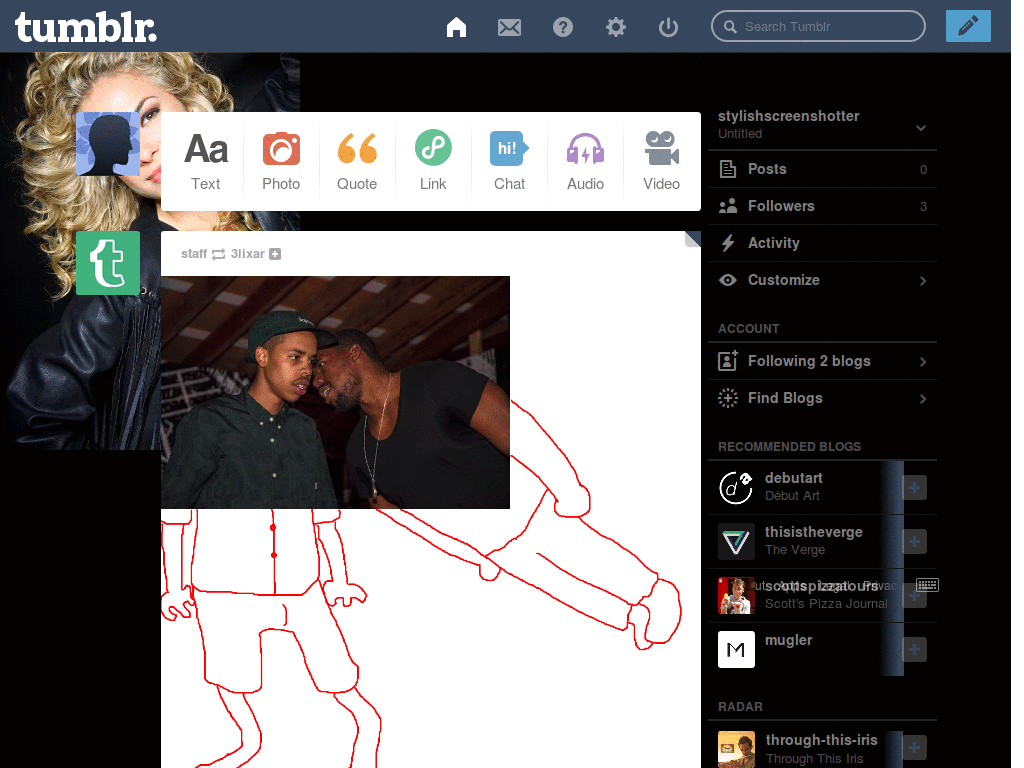 tumblr.
Search Tumblr
stylishscreenshotter
Untitled
Aa
hi!
Text
Photo
Quote
Link
Chat
Audio
Video
Posts 0
Followers 3
Activity
Customize
staff 3lixar
ACCOUNT
Following 2 blogs
Find Blogs
RECOMMENDED BLOGS
debutart
Début Art
thisistheverge
The Verge
scottspizzatours
Scott's Pizza Journal
mugler
M
RADAR
through-this-iris
Through This Iris